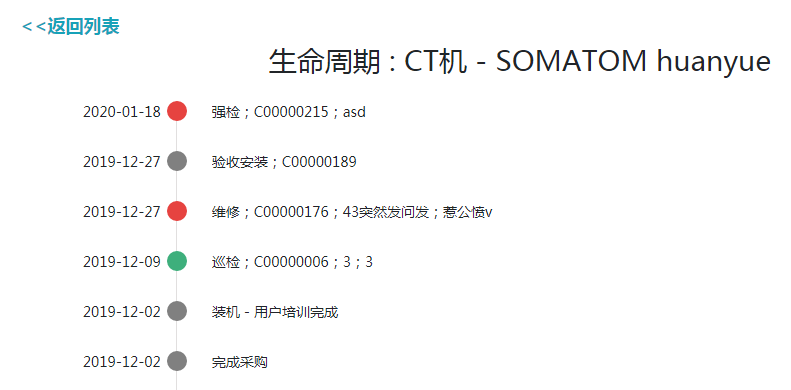 <<返回列表
生命周期 : CT机 - SOMATOM huanyue
2020-01-18 强检；C00000215；asd
2019-12-27 验收安装；C00000189
2019-12-27 维修；C00000176；43突然发问发；惹公愤v
2019-12-09 巡检；C00000006；3；3
2019-12-02 装机 - 用户培训完成
2019-12-02 完成采购